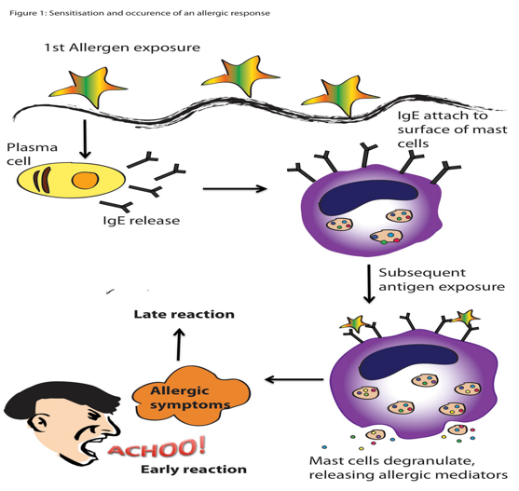 Figure 1: Sensitisation and occurence of an allergic response
1st Allergen exposure
IgE attach to
surface of mast
cells
Plasma
cell
IgE release
Subsequent
antigen exposure
Late reaction
Allergic
symptoms
ACHOO!
Early reaction
Mast cells degranulate,
releasing allergic mediators